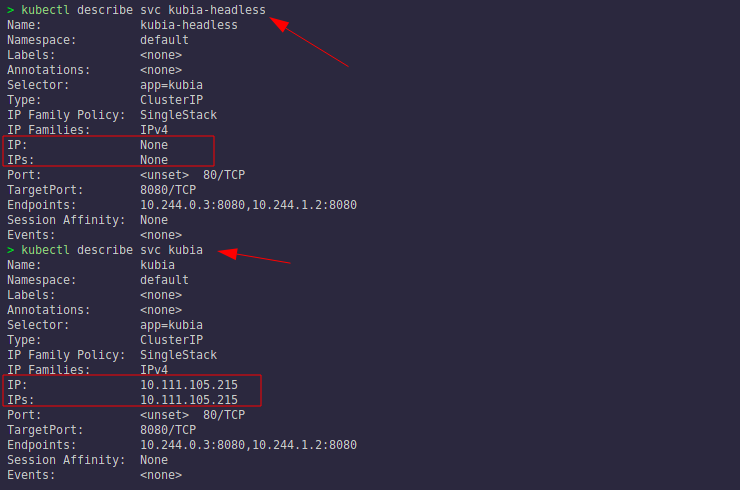 > kubectl describe svc kubia-headless
Name: kubia-headless
Namespace: default
Labels: <none>
Annotations: <none>
Selector: app=kubia
Type: ClusterIP
IP Family Policy: SingleStack
IP Families: IPv4
IP: None
IPs: None
Port: <unset> 80/TCP
TargetPort: 8080/TCP
Endpoints: 10.244.0.3:8080,10.244.1.2:8080
Session Affinity: None
Events: <none>
> kubectl describe svc kubia
Name: kubia
Namespace: default
Labels: <none>
Annotations: <none>
Selector: app=kubia
Type: ClusterIP
IP Family Policy: SingleStack
IP Families: IPv4
IP: 10.111.105.215
IPs: 10.111.105.215
Port: <unset> 80/TCP
TargetPort: 8080/TCP
Endpoints: 10.244.0.3:8080,10.244.1.2:8080
Session Affinity: None
Events: <none>